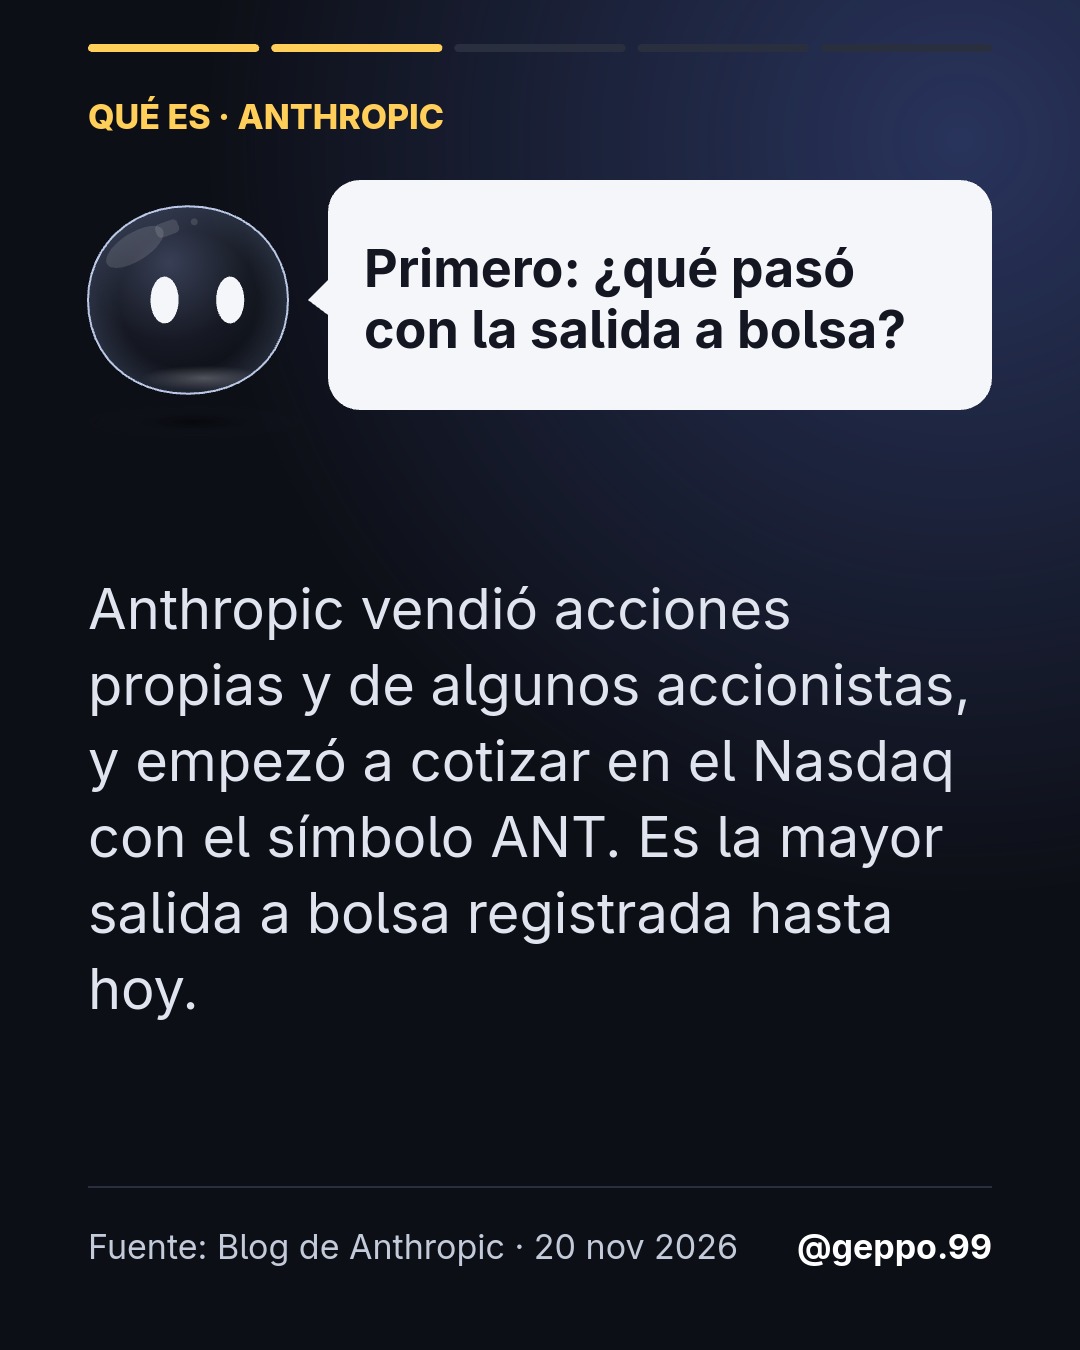 QUÉ ES · ANTHROPIC
Primero: ¿qué pasó
con la salida a bolsa?
Anthropic vendió acciones
propias y de algunos accionistas,
y empezó a cotizar en el Nasdaq
con el símbolo ANT. Es la mayor
salida a bolsa registrada hasta
hoy.
Fuente: Blog de Anthropic · 20 nov 2026 @geppo.99